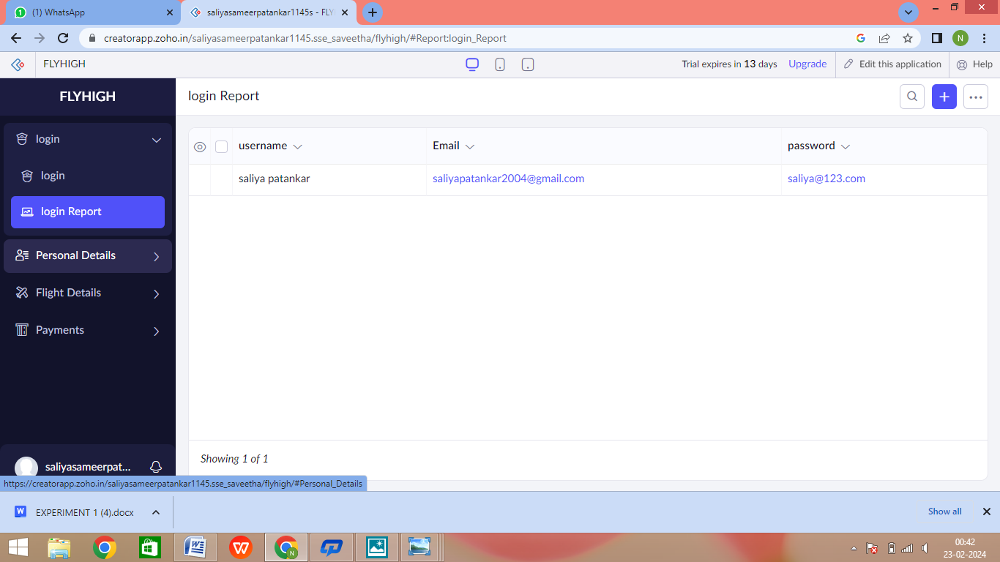 (1) WhatsApp
saliyasameerpatankar1145s - FLY
creatorapp.zoho.in/saliyasameerpatankar1145.sse_saveetha/flyhigh/#Report:login_Report
N
FLYHIGH
Trial expires in 13 days
Upgrade
Edit this application
Help
FLYHIGH
login Report
login
login
login Report
Personal Details
Flight Details
Payments
username
Email
password
saliya patankar
saliyapatankar2004@gmail.com
saliya@123.com
Showing 1 of 1
saliyasameerpat...
https://creatorapp.zoho.in/saliyasameerpatankar1145.sse_saveetha/flyhigh/#Personal_Details
W
EXPERIMENT 1 (4).docx
Show all
W
W
N
00:42
23-02-2024